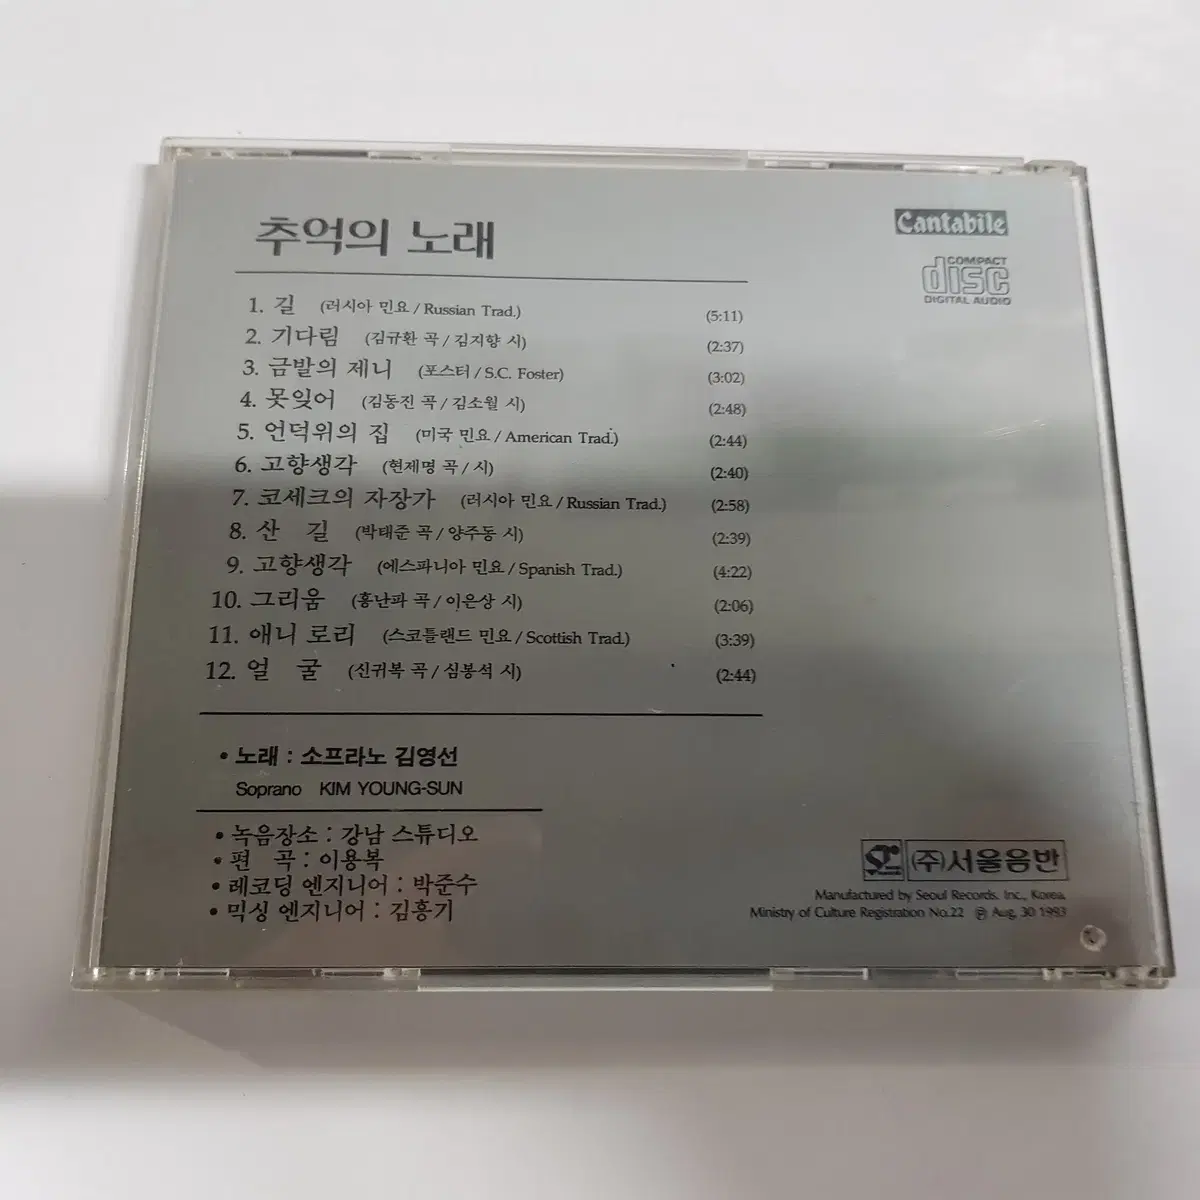 추억의 노래
Cantabile
COMPACT
disc
DIGITAL AUDIO
1. 길 (러시아 민요 / Russian Trad.) (5:11)
2. 기다림 (김규환 곡 / 김지향 시) (2:37)
3. 금발의 제니 (포스터 / S.C. Foster) (3:02)
4. 못잊어 (김동진 곡 / 김소월 시) (2:48)
5. 언덕위의 집 (미국 민요 / American Trad.) (2:44)
6. 고향생각 (현제명 곡 / 시) (2:40)
7. 코세크의 자장가 (러시아 민요 / Russian Trad.) (2:58)
8. 산 길 (박태준 곡 / 양주동 시) (2:39)
9. 고향생각 (에스파니아 민요 / Spanish Trad.) (4:22)
10. 그리움 (홍난파 곡 / 이은상 시) (2:06)
11. 애니 로리 (스코틀랜드 민요 / Scottish Trad.) (3:39)
12. 얼 굴 (신귀복 곡 / 심봉석 시) (2:44)
• 노래 : 소프라노 김영선
Soprano KIM YOUNG-SUN
• 녹음장소 : 강남 스튜디오
• 편 곡 : 이용복
• 레코딩 엔지니어 : 박준수
• 믹싱 엔지니어 : 김흥기
(주)서울음반
Manufactured by Seoul Records. Inc., Korea.
Ministry of Culture Registration No.22 ℗ Aug, 30 1993